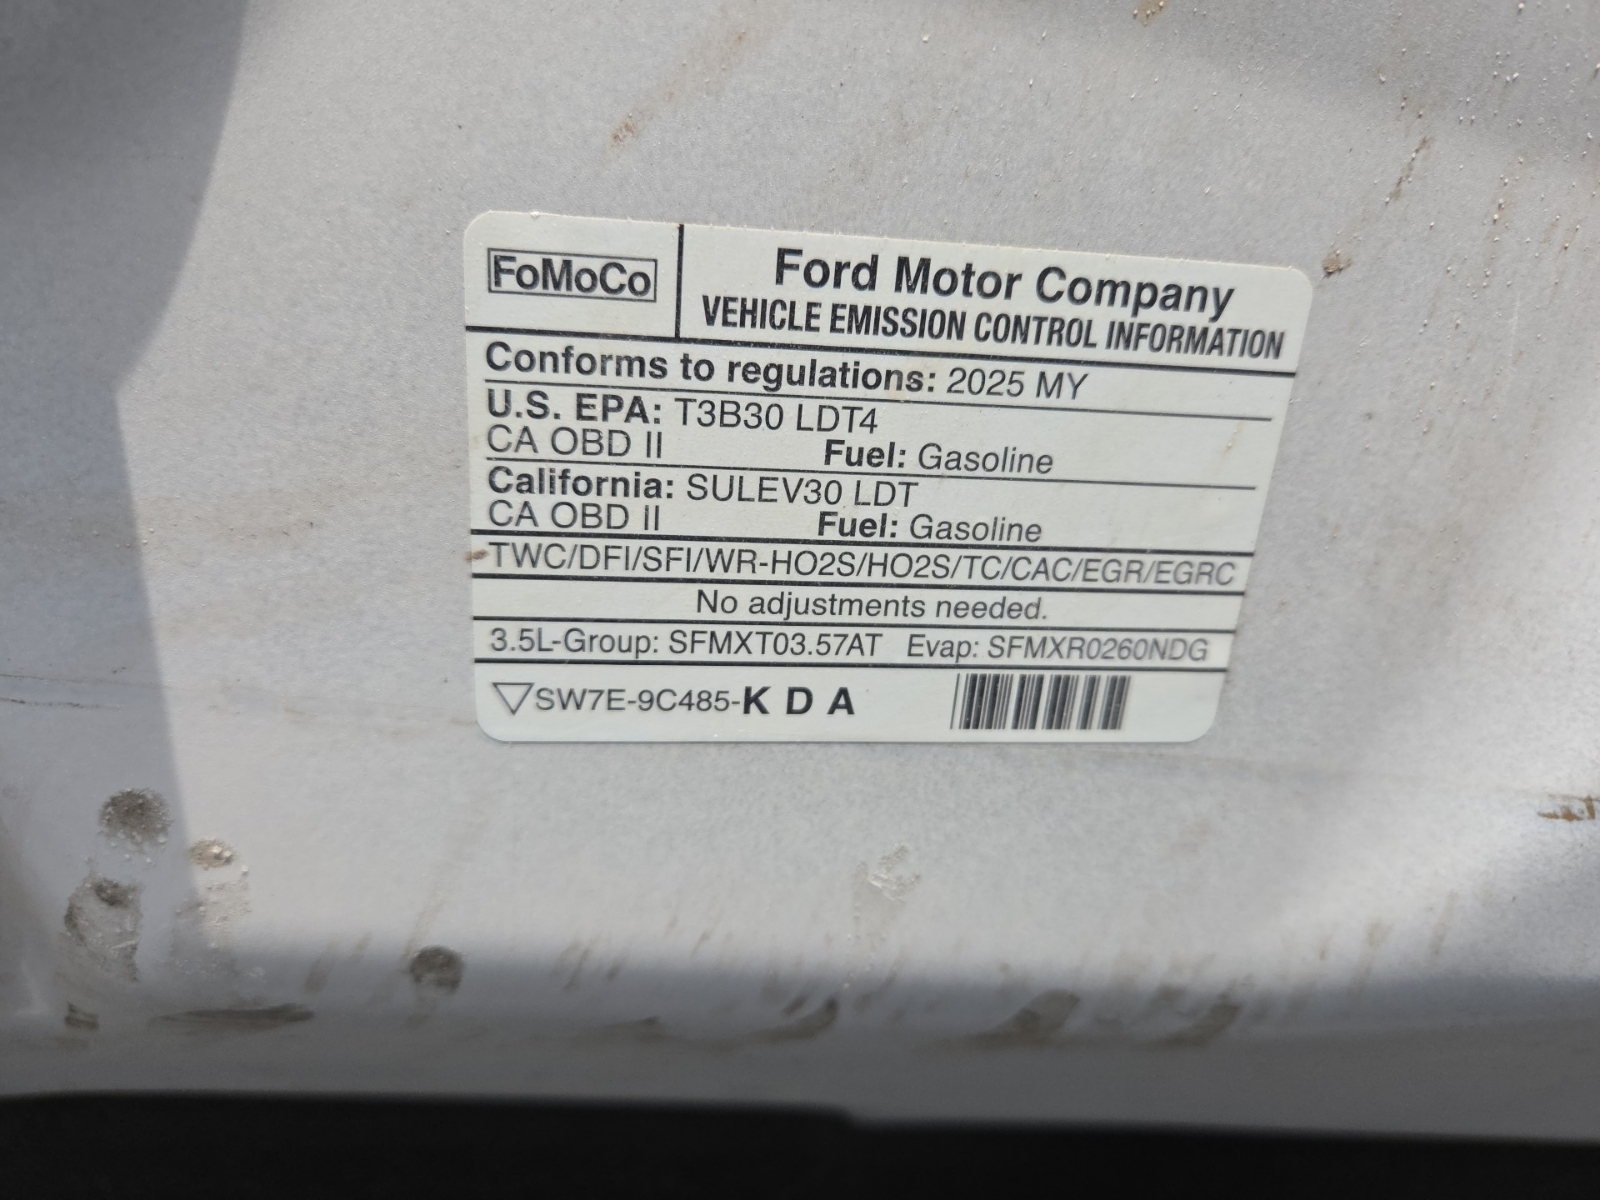 FoMoCo
Ford Motor Company
VEHICLE EMISSION CONTROL INFORMATION
Conforms to regulations: 2025 MY
U.S. EPA: T3B30 LDT4
CA OBD II Fuel: Gasoline
California: SULEV30 LDT
CA OBD II Fuel: Gasoline
TWC/DFI/SFI/WR-HO2S/HO2S/TC/CAC/EGR/EGRC
No adjustments needed.
3.5L-Group: SFMXT03.57AT Evap: SFMXR0260NDG
SW7E-9C485-K D A